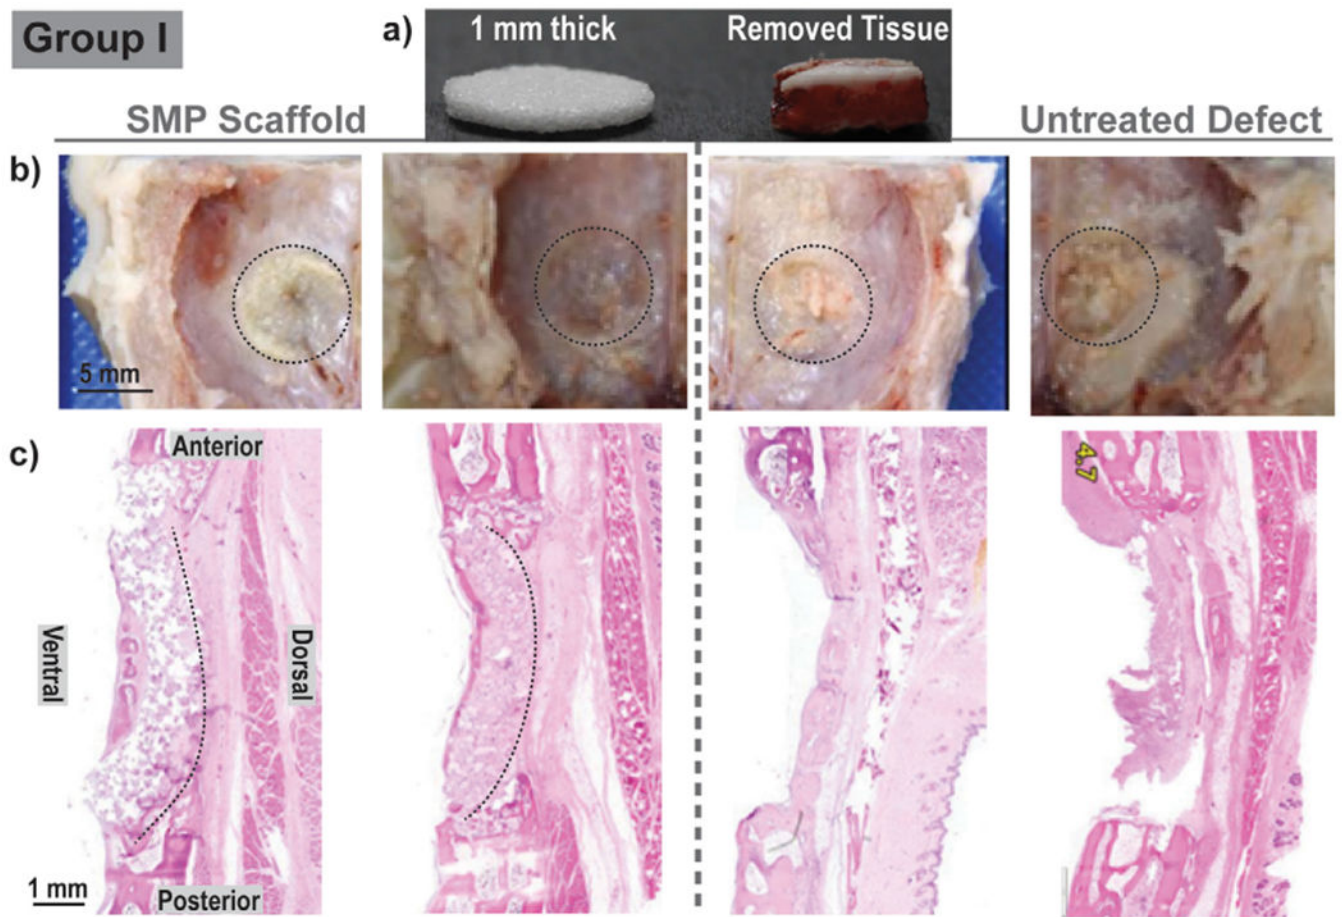 Group I
a)
1 mm thick
Removed Tissue
SMP Scaffold
Untreated Defect
b)
5 mm
c)
Anterior
4.7
Ventral
Dorsal
1 mm
Posterior